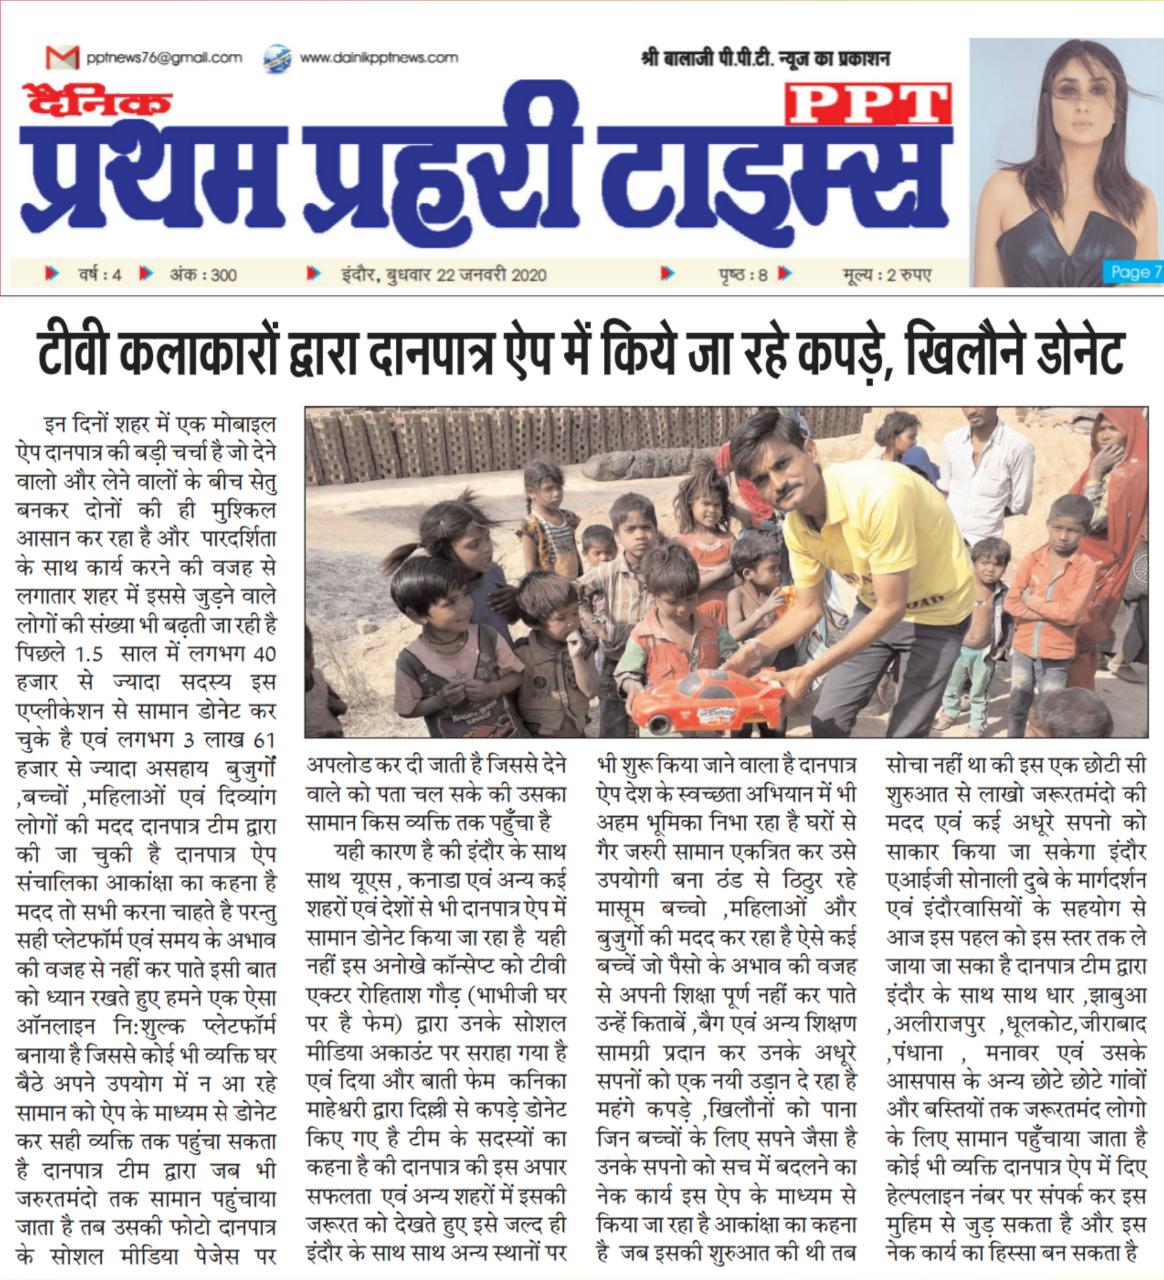 pptnews76@gmail.com
www.dainikpptnews.com
श्री बालाजी पी.पी.टी. न्यूज का प्रकाशन
दैनिक
PPT
प्रथम प्रहरी टाइम्स
वर्ष : 4
अंक : 300
इंदौर, बुधवार 22 जनवरी 2020
पृष्ठ : 8
मूल्य : 2 रुपए
Page 7
टीवी कलाकारों द्वारा दानपात्र ऐप में किये जा रहे कपड़े, खिलौने डोनेट
इन दिनों शहर में एक मोबाइल
ऐप दानपात्र की बड़ी चर्चा है जो देने
वालो और लेने वालों के बीच सेतु
बनकर दोनों की ही मुश्किल
आसान कर रहा है और पारदर्शिता
के साथ कार्य करने की वजह से
लगातार शहर में इससे जुड़ने वाले
लोगों की संख्या भी बढ़ती जा रही है
पिछले 1.5 साल में लगभग 40
हजार से ज्यादा सदस्य इस
एप्लीकेशन से सामान डोनेट कर
चुके है एवं लगभग 3 लाख 61
हजार से ज्यादा असहाय बुजुर्गों
,बच्चों ,महिलाओं एवं दिव्यांग
लोगों की मदद दानपात्र टीम द्वारा
की जा चुकी है दानपात्र ऐप
संचालिका आकांक्षा का कहना है
मदद तो सभी करना चाहते है परन्तु
सही प्लेटफॉर्म एवं समय के अभाव
की वजह से नहीं कर पाते इसी बात
को ध्यान रखते हुए हमने एक ऐसा
ऑनलाइन नि:शुल्क प्लेटफॉर्म
बनाया है जिससे कोई भी व्यक्ति घर
बैठे अपने उपयोग में न आ रहे
सामान को ऐप के माध्यम से डोनेट
कर सही व्यक्ति तक पहुंचा सकता
है दानपात्र टीम द्वारा जब भी
जरुरतमंदो तक सामान पहुंचाया
जाता है तब उसकी फोटो दानपात्र
के सोशल मीडिया पेजेस पर
अपलोड कर दी जाती है जिससे देने
वाले को पता चल सके की उसका
सामान किस व्यक्ति तक पहुँचा है
यही कारण है की इंदौर के साथ
साथ यूएस , कनाडा एवं अन्य कई
शहरों एवं देशों से भी दानपात्र ऐप में
सामान डोनेट किया जा रहा है यही
नहीं इस अनोखे कॉन्सेप्ट को टीवी
एक्टर रोहिताश गौड़ (भाभीजी घर
पर है फेम) द्वारा उनके सोशल
मीडिया अकाउंट पर सराहा गया है
एवं दिया और बाती फेम कनिका
माहेश्वरी द्वारा दिल्ली से कपड़े डोनेट
किए गए है टीम के सदस्यों का
कहना है की दानपात्र की इस अपार
सफलता एवं अन्य शहरों में इसकी
जरूरत को देखते हुए इसे जल्द ही
इंदौर के साथ साथ अन्य स्थानों पर
भी शुरू किया जाने वाला है दानपात्र
ऐप देश के स्वच्छता अभियान में भी
अहम भूमिका निभा रहा है घरों से
गैर जरुरी सामान एकत्रित कर उसे
उपयोगी बना ठंड से ठिठुर रहे
मासूम बच्चो ,महिलाओं और
बुजुर्गो की मदद कर रहा है ऐसे कई
बच्चें जो पैसो के अभाव की वजह
से अपनी शिक्षा पूर्ण नहीं कर पाते
उन्हें किताबें ,बैग एवं अन्य शिक्षण
सामग्री प्रदान कर उनके अधूरे
सपनों को एक नयी उड़ान दे रहा है
महंगे कपड़े ,खिलौनों को पाना
जिन बच्चों के लिए सपने जैसा है
उनके सपनो को सच में बदलने का
नेक कार्य इस ऐप के माध्यम से
किया जा रहा है आकांक्षा का कहना
है जब इसकी शुरुआत की थी तब
सोचा नहीं था की इस एक छोटी सी
शुरुआत से लाखो जरूरतमंदो की
मदद एवं कई अधूरे सपनो को
साकार किया जा सकेगा इंदौर
एआईजी सोनाली दुबे के मार्गदर्शन
एवं इंदौरवासियों के सहयोग से
आज इस पहल को इस स्तर तक ले
जाया जा सका है दानपात्र टीम द्वारा
इंदौर के साथ साथ धार ,झाबुआ
,अलीराजपुर ,धूलकोट,जीराबाद
,पंधाना , मनावर एवं उसके
आसपास के अन्य छोटे छोटे गांवों
और बस्तियों तक जरूरतमंद लोगो
के लिए सामान पहुँचाया जाता है
कोई भी व्यक्ति दानपात्र ऐप में दिए
हेल्पलाइन नंबर पर संपर्क कर इस
मुहिम से जुड़ सकता है और इस
नेक कार्य का हिस्सा बन सकता है